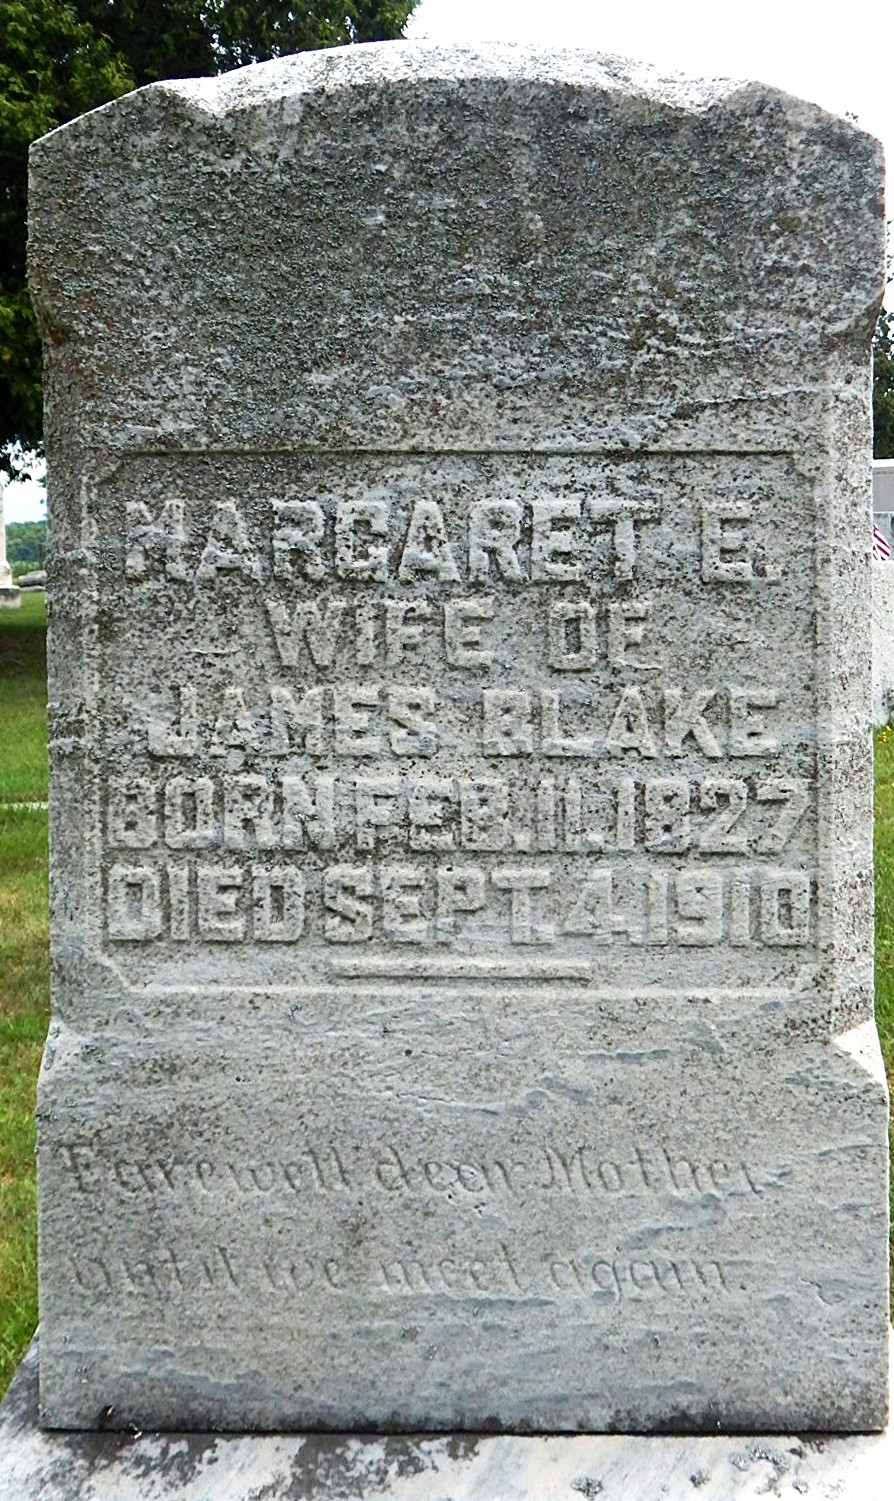 MARGARET E.
WIFE OF
JAMES BLAKE
BORN FEB. 11. 1827
DIED SEPT. 4. 1910
Farewell dear Mother,
Until we meet again.